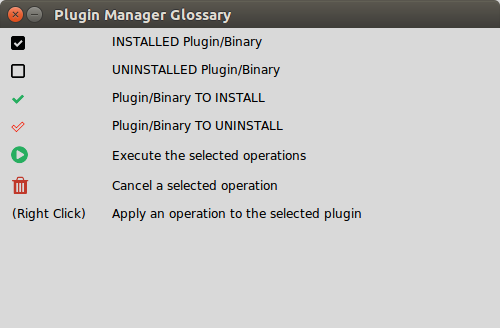 Plugin Manager Glossary
INSTALLED Plugin/Binary
UNINSTALLED Plugin/Binary
Plugin/Binary TO INSTALL
Plugin/Binary TO UNINSTALL
Execute the selected operations
Cancel a selected operation
(Right Click) Apply an operation to the selected plugin